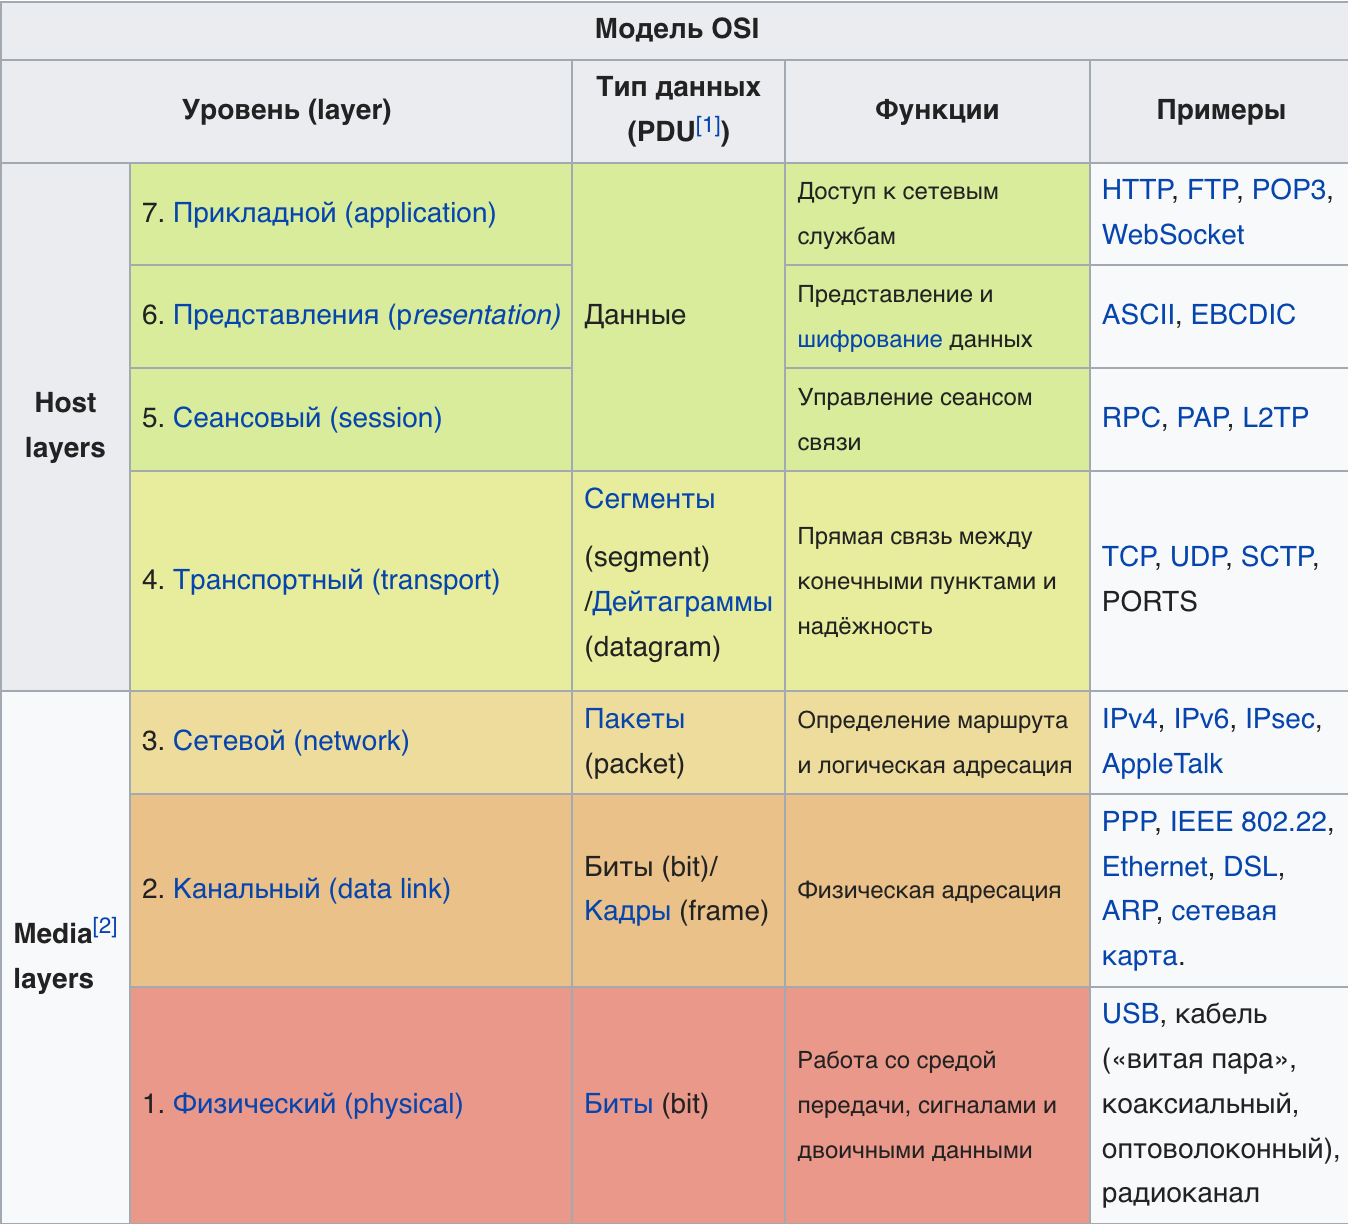 Модель OSI
Уровень (layer)
Тип данных
(PDU[1])
Функции
Примеры
Host
layers
7. Прикладной (application)
Данные
Доступ к сетевым
службам
HTTP, FTP, POP3,
WebSocket
6. Представления (presentation)
Представление и
шифрование данных
ASCII, EBCDIC
5. Сеансовый (session)
Управление сеансом
связи
RPC, PAP, L2TP
4. Транспортный (transport)
Сегменты
(segment)
/Дейтаграммы
(datagram)
Прямая связь между
конечными пунктами и
надёжность
TCP, UDP, SCTP,
PORTS
Media[2]
layers
3. Сетевой (network)
Пакеты
(packet)
Определение маршрута
и логическая адресация
IPv4, IPv6, IPsec,
AppleTalk
2. Канальный (data link)
Биты (bit)/
Кадры (frame)
Физическая адресация
PPP, IEEE 802.22,
Ethernet, DSL,
ARP, сетевая
карта.
1. Физический (physical)
Биты (bit)
Работа со средой
передачи, сигналами и
двоичными данными
USB, кабель
(«витая пара»,
коаксиальный,
оптоволоконный),
радиоканал